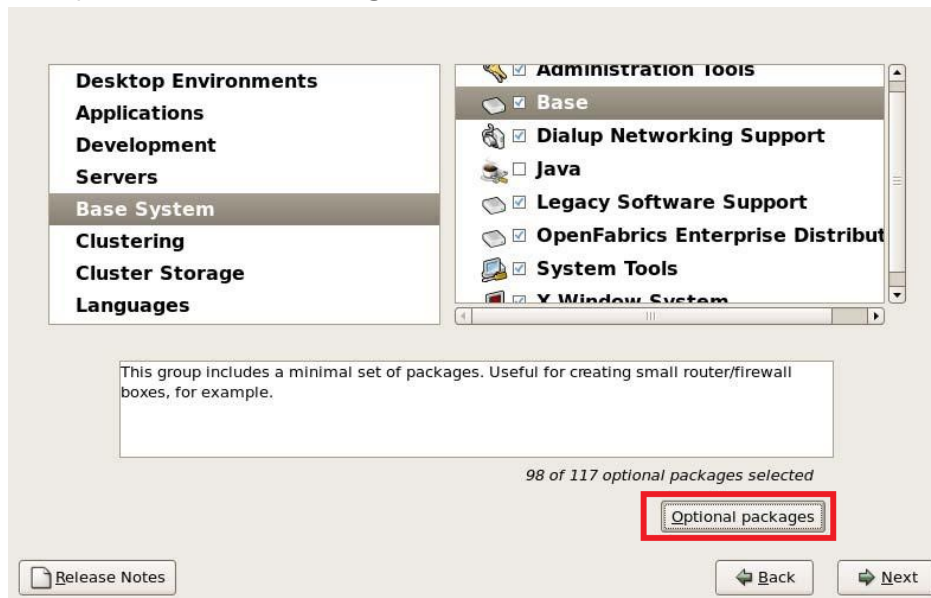 Desktop Environments
Applications
Development
Servers
Base System
Clustering
Cluster Storage
Languages
Administration Tools
Base
Dialup Networking Support
Java
Legacy Software Support
OpenFabrics Enterprise Distribut
System Tools
X Window System
This group includes a minimal set of packages. Useful for creating small router/firewall
boxes, for example.
98 of 117 optional packages selected
Optional packages
Release Notes
Back
Next